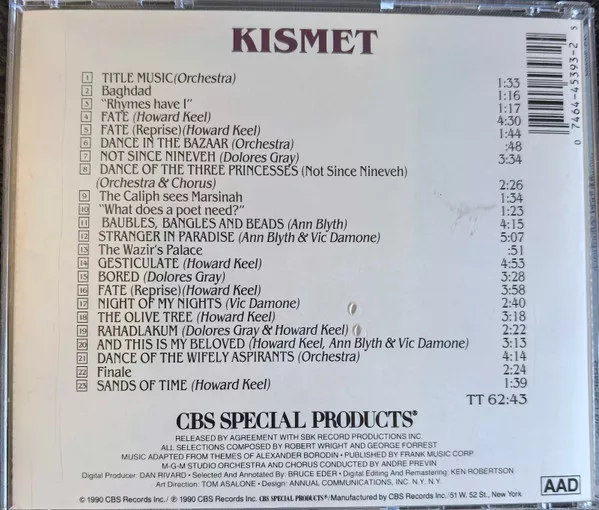 KISMET
1 TITLE MUSIC (Orchestra) 1:33
2 Baghdad 1:16
3 "Rhymes have I" 1:17
4 FATE (Howard Keel) 4:30
5 FATE (Reprise) (Howard Keel) 1:44
6 DANCE IN THE BAZAAR (Orchestra) :48
7 NOT SINCE NINEVEH (Dolores Gray) 3:34
8 DANCE OF THE THREE PRINCESSES (Not Since Nineveh)
(Orchestra & Chorus) 2:26
9 The Caliph sees Marsinah 1:34
10 "What does a poet need?" 1:23
11 BAUBLES, BANGLES AND BEADS (Ann Blyth) 4:15
12 STRANGER IN PARADISE (Ann Blyth & Vic Damone) 5:07
13 The Wazir's Palace :51
14 GESTICULATE (Howard Keel) 4:53
15 BORED (Dolores Gray) 3:28
16 FATE (Reprise) (Howard Keel) 3:58
17 NIGHT OF MY NIGHTS (Vic Damone) 2:40
18 THE OLIVE TREE (Howard Keel) 3:18
19 RAHADLAKUM (Dolores Gray & Howard Keel) 2:22
20 AND THIS IS MY BELOVED (Howard Keel, Ann Blyth & Vic Damone) 3:13
21 DANCE OF THE WIFELY ASPIRANTS (Orchestra) 4:14
22 Finale 2:24
23 SANDS OF TIME (Howard Keel) 1:39
TT 62:43
CBS SPECIAL PRODUCTS®
RELEASED BY AGREEMENT WITH SBK RECORD PRODUCTIONS INC.
ALL SELECTIONS COMPOSED BY ROBERT WRIGHT AND GEORGE FORREST
MUSIC ADAPTED FROM THEMES OF ALEXANDER BORODIN • PUBLISHED BY FRANK MUSIC CORP.
M-G-M STUDIO ORCHESTRA AND CHORUS CONDUCTED BY ANDRE PREVIN
Digital Producer: DAN RIVARD • Selected And Annotated By: BRUCE EDER • Digital Editing And Remastering: KEN ROBERTSON
Art Direction: TOM ASALONE • Design: ANNUAL COMMUNICATIONS, INC. N.Y. N.Y.
© 1990 CBS Records Inc./ ℗ 1990 CBS Records Inc. CBS SPECIAL PRODUCTS®/Manufactured by CBS Records Inc./51 W. 52 St., New York
AAD
0 7464-45393-2 5